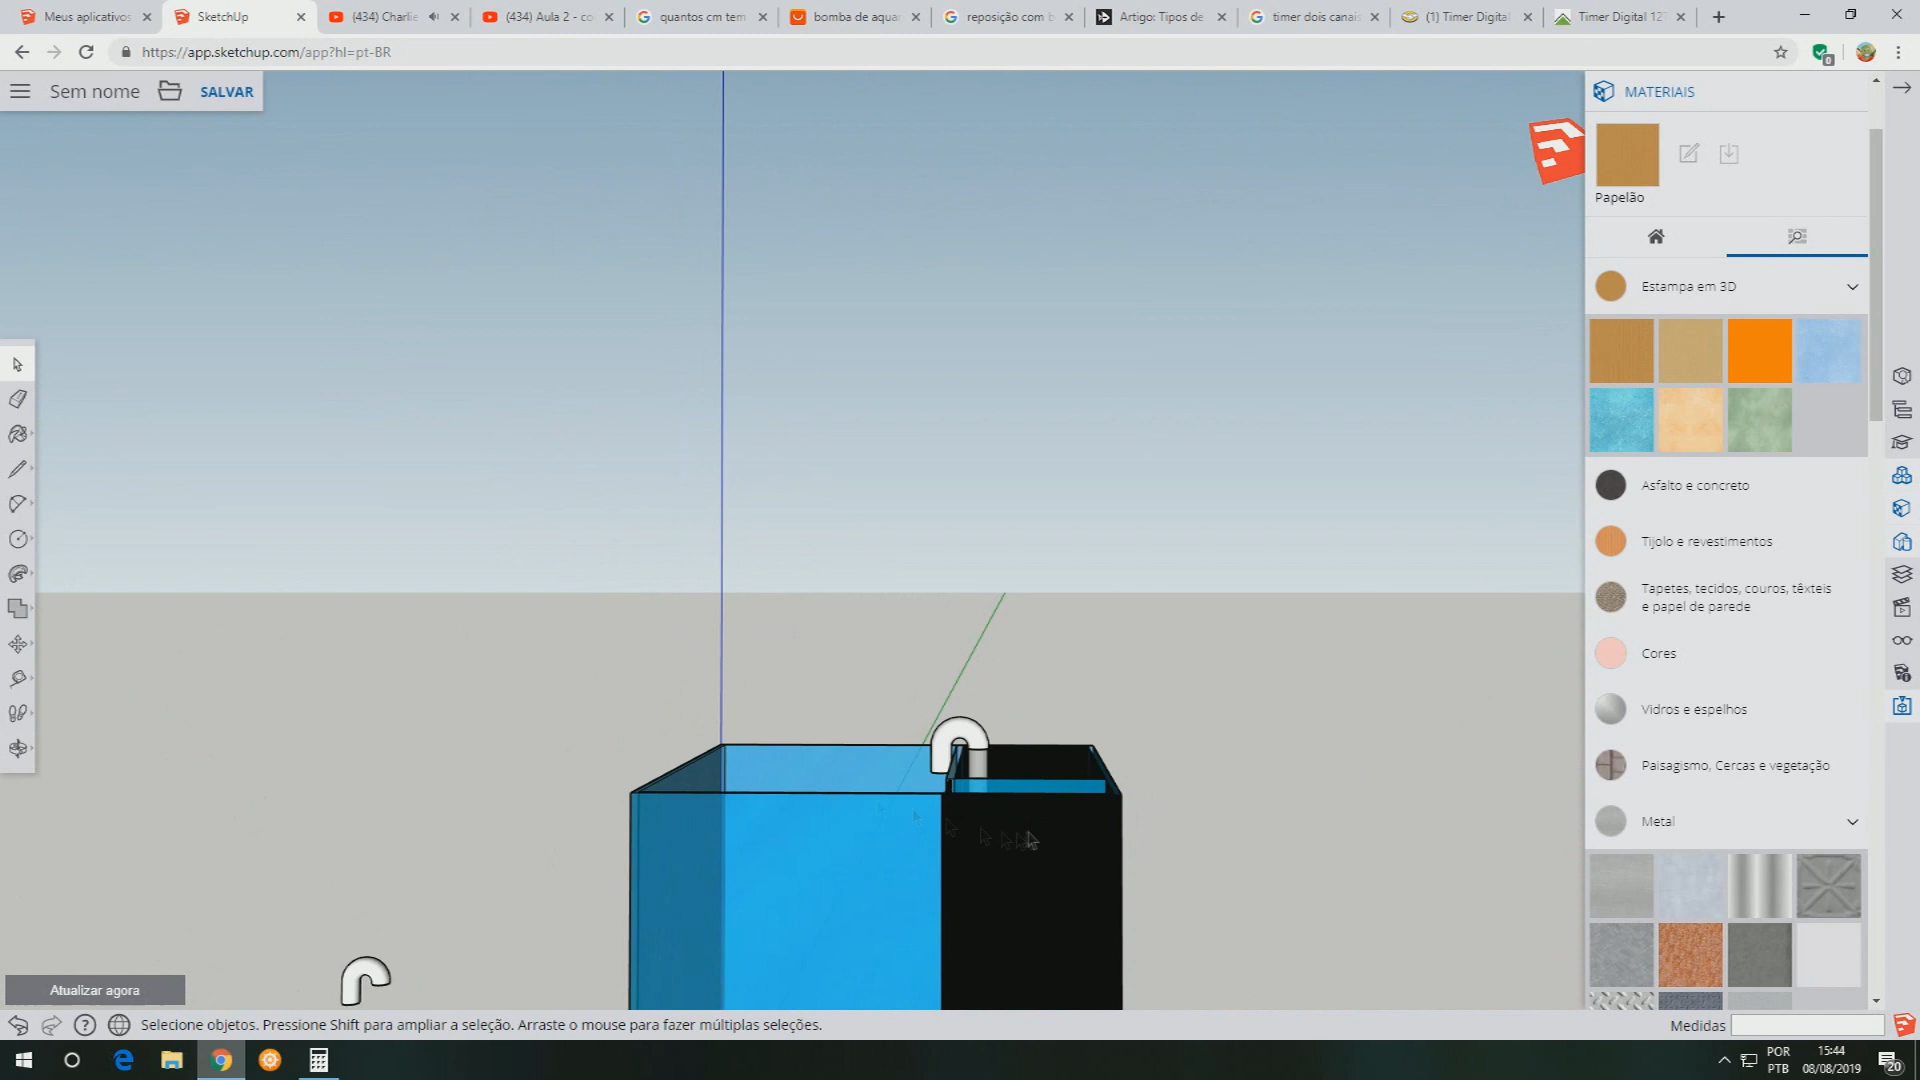 Meus aplicativos
SketchUp
(434) Charlie
(434) Aula 2 - co
quantos cm tem
bomba de aquar
reposição com b
Artigo: Tipos de
timer dois canais
(1) Timer Digital
Timer Digital 12
https://app.sketchup.com/app?hl=pt-BR
0
Sem nome
SALVAR
MATERIAIS
Papelão
Estampa em 3D
Asfalto e concreto
Tijolo e revestimentos
Tapetes, tecidos, couros, têxteis
e papel de parede
Cores
Vidros e espelhos
Paisagismo, Cercas e vegetação
Metal
Atualizar agora
Selecione objetos. Pressione Shift para ampliar a seleção. Arraste o mouse para fazer múltiplas seleções.
Medidas
POR
PTB
15:44
08/08/2019
20